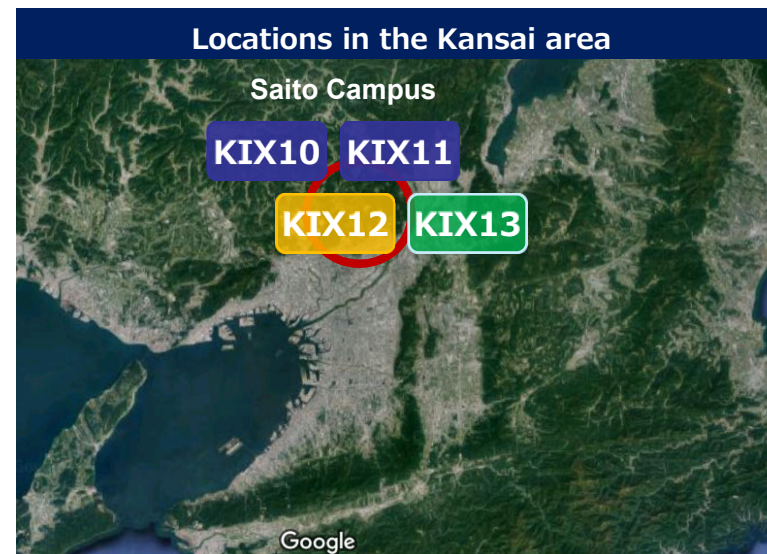 Locations in the Kansai area
Saito Campus
KIX10 KIX11
KIX12 KIX13
Google